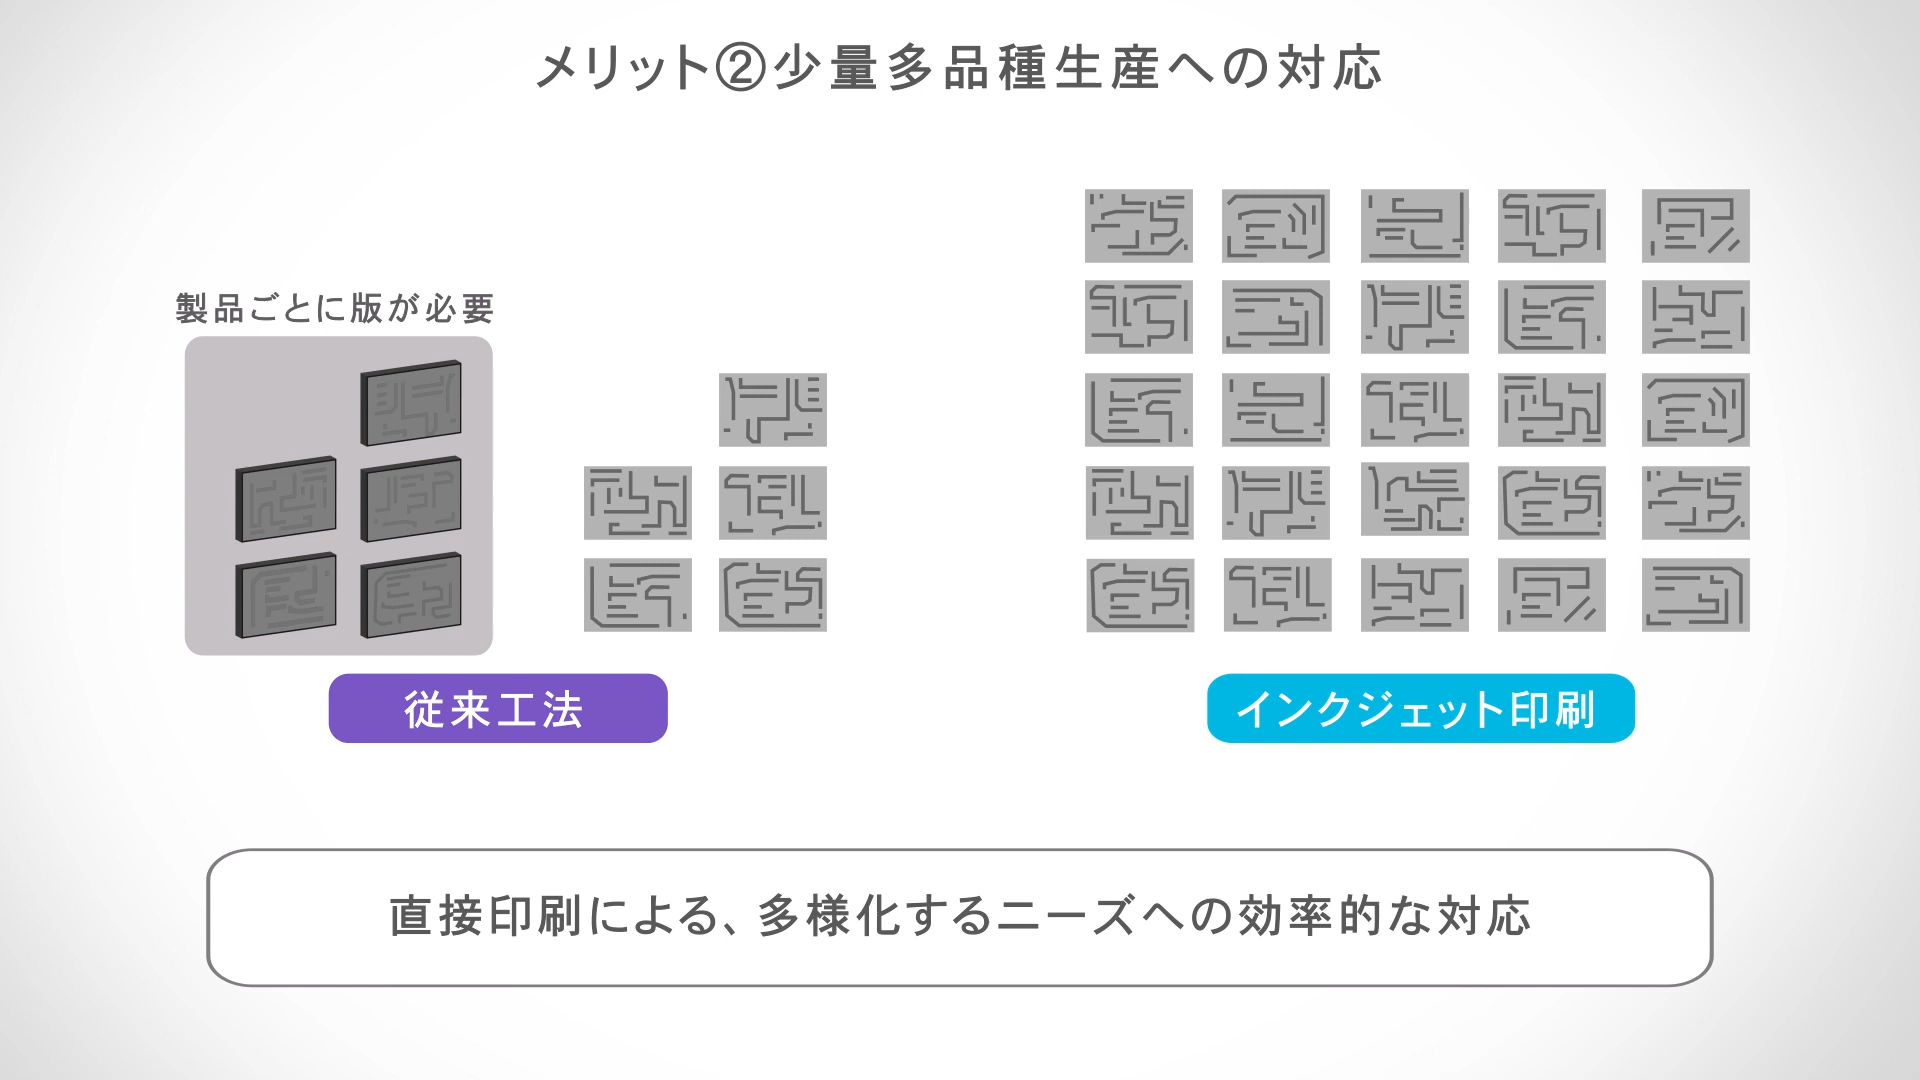 メリット②少量多品種生産への対応
製品ごとに版が必要
従来工法
インクジェット印刷
直接印刷による、多様化するニーズへの効率的な対応